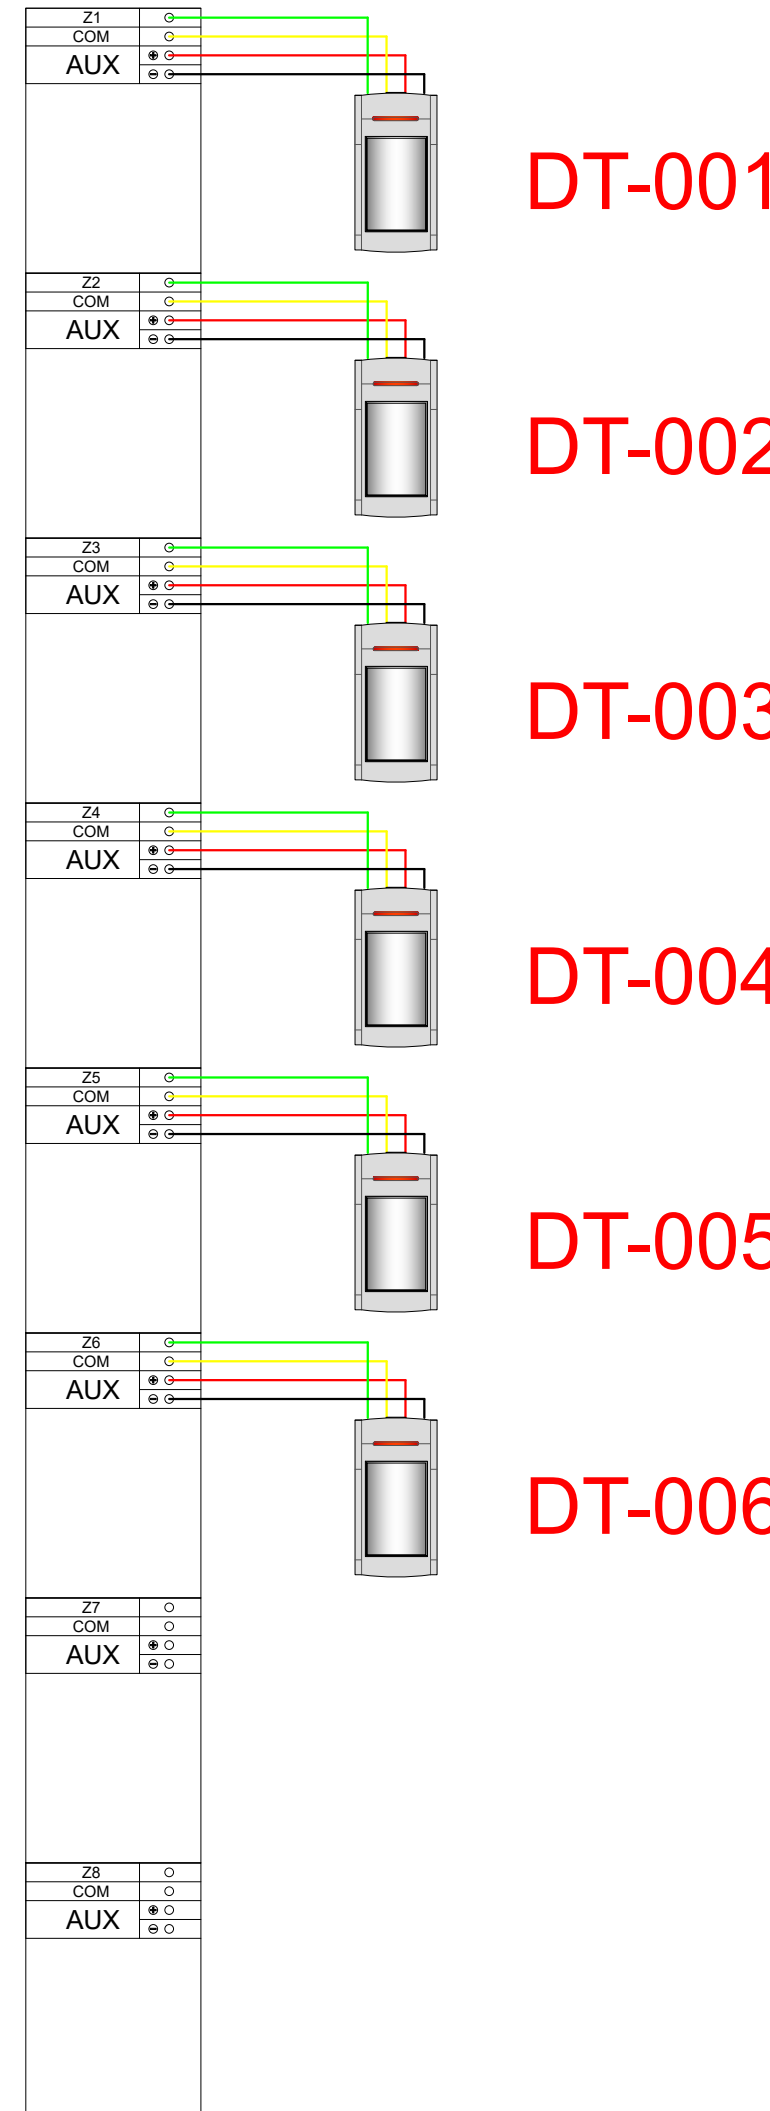 Z1
COM
AUX
DT-001
Z2
COM
AUX
DT-002
Z3
COM
AUX
DT-003
Z4
COM
AUX
DT-004
Z5
COM
AUX
DT-005
Z6
COM
AUX
DT-006
Z7
COM
AUX
Z8
COM
AUX